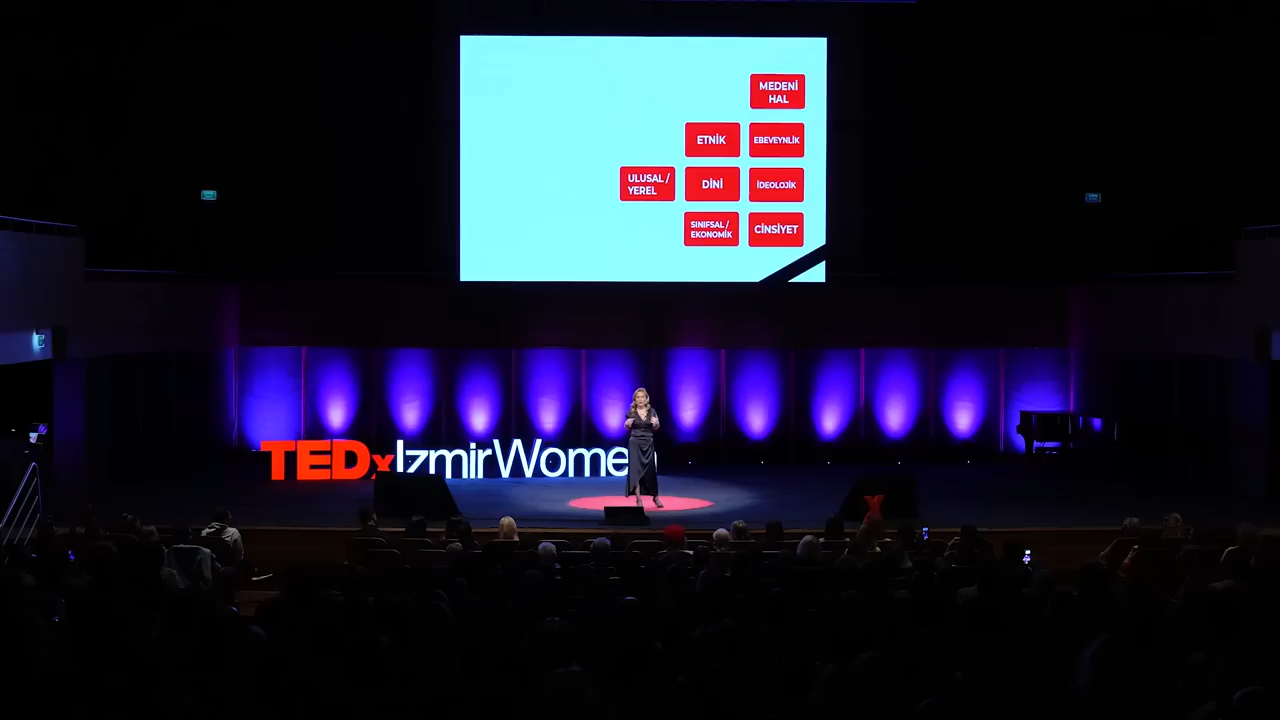 MEDENİ
HAL
ETNİK
EBEVEYNLİK
ULUSAL /
YEREL
DİNİ
İDEOLOJİK
SINIFSAL /
EKONOMİK
CİNSİYET
TEDxIzmirWomen
X